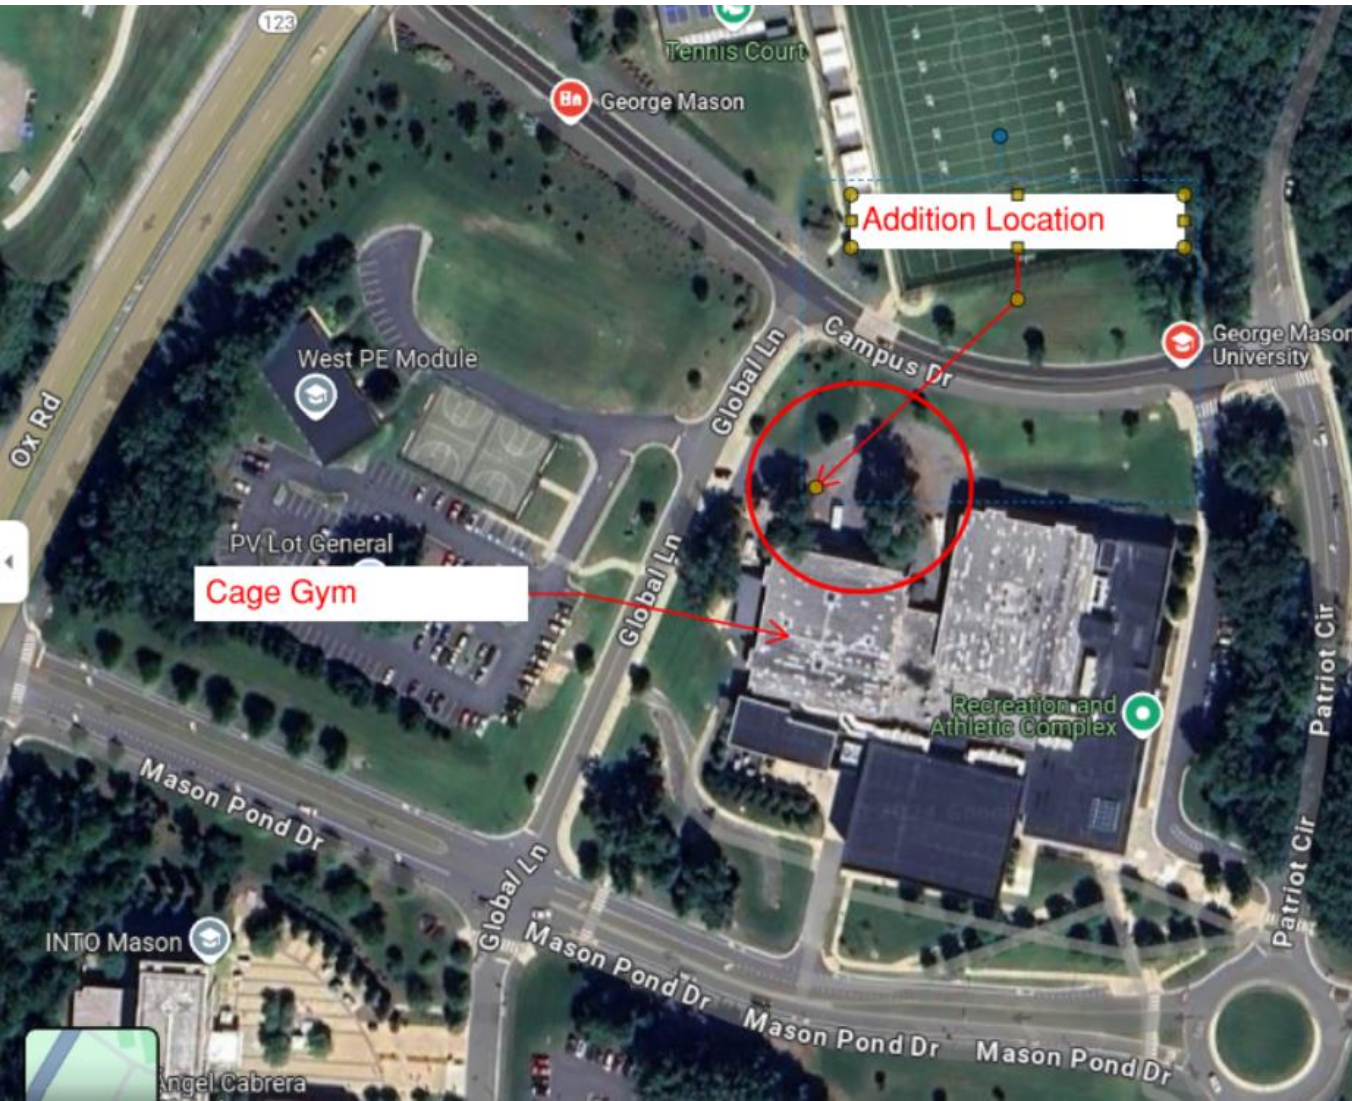 123
Tennis Court
George Mason
Addition Location
George Mason
University
Campus Dr
Global Ln
West PE Module
Ox Rd
PV Lot General
Cage Gym
Global Ln
Recreation and
Athletic Complex
Patriot Cir
Mason Pond Dr
Patriot Cir
Global Ln
INTO Mason
Mason Pond Dr
Mason Pond Dr
Mason Pond Dr
Angel Cabrera